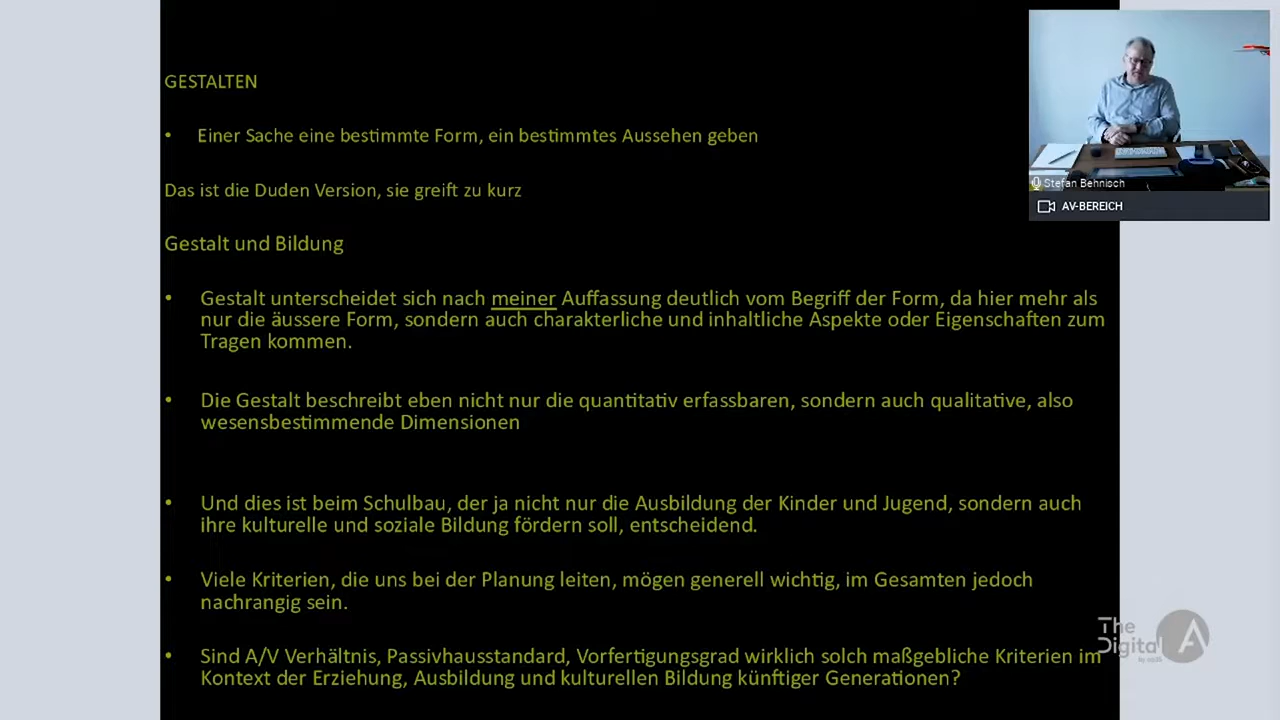 GESTALTEN
• Einer Sache eine bestimmte Form, ein bestimmtes Aussehen geben
Das ist die Duden Version, sie greift zu kurz
Gestalt und Bildung
• Gestalt unterscheidet sich nach meiner Auffassung deutlich vom Begriff der Form, da hier mehr als
nur die äussere Form, sondern auch charakterliche und inhaltliche Aspekte oder Eigenschaften zum
Tragen kommen.
• Die Gestalt beschreibt eben nicht nur die quantitativ erfassbaren, sondern auch qualitative, also
wesensbestimmende Dimensionen
• Und dies ist beim Schulbau, der ja nicht nur die Ausbildung der Kinder und Jugend, sondern auch
ihre kulturelle und soziale Bildung fördern soll, entscheidend.
• Viele Kriterien, die uns bei der Planung leiten, mögen generell wichtig, im Gesamten jedoch
nachrangig sein.
• Sind A/V Verhältnis, Passivhausstandard, Vorfertigungsgrad wirklich solch maßgebliche Kriterien im
Kontext der Erziehung, Ausbildung und kulturellen Bildung künftiger Generationen?
Stefan Behnisch
AV-BEREICH
The
Digital A